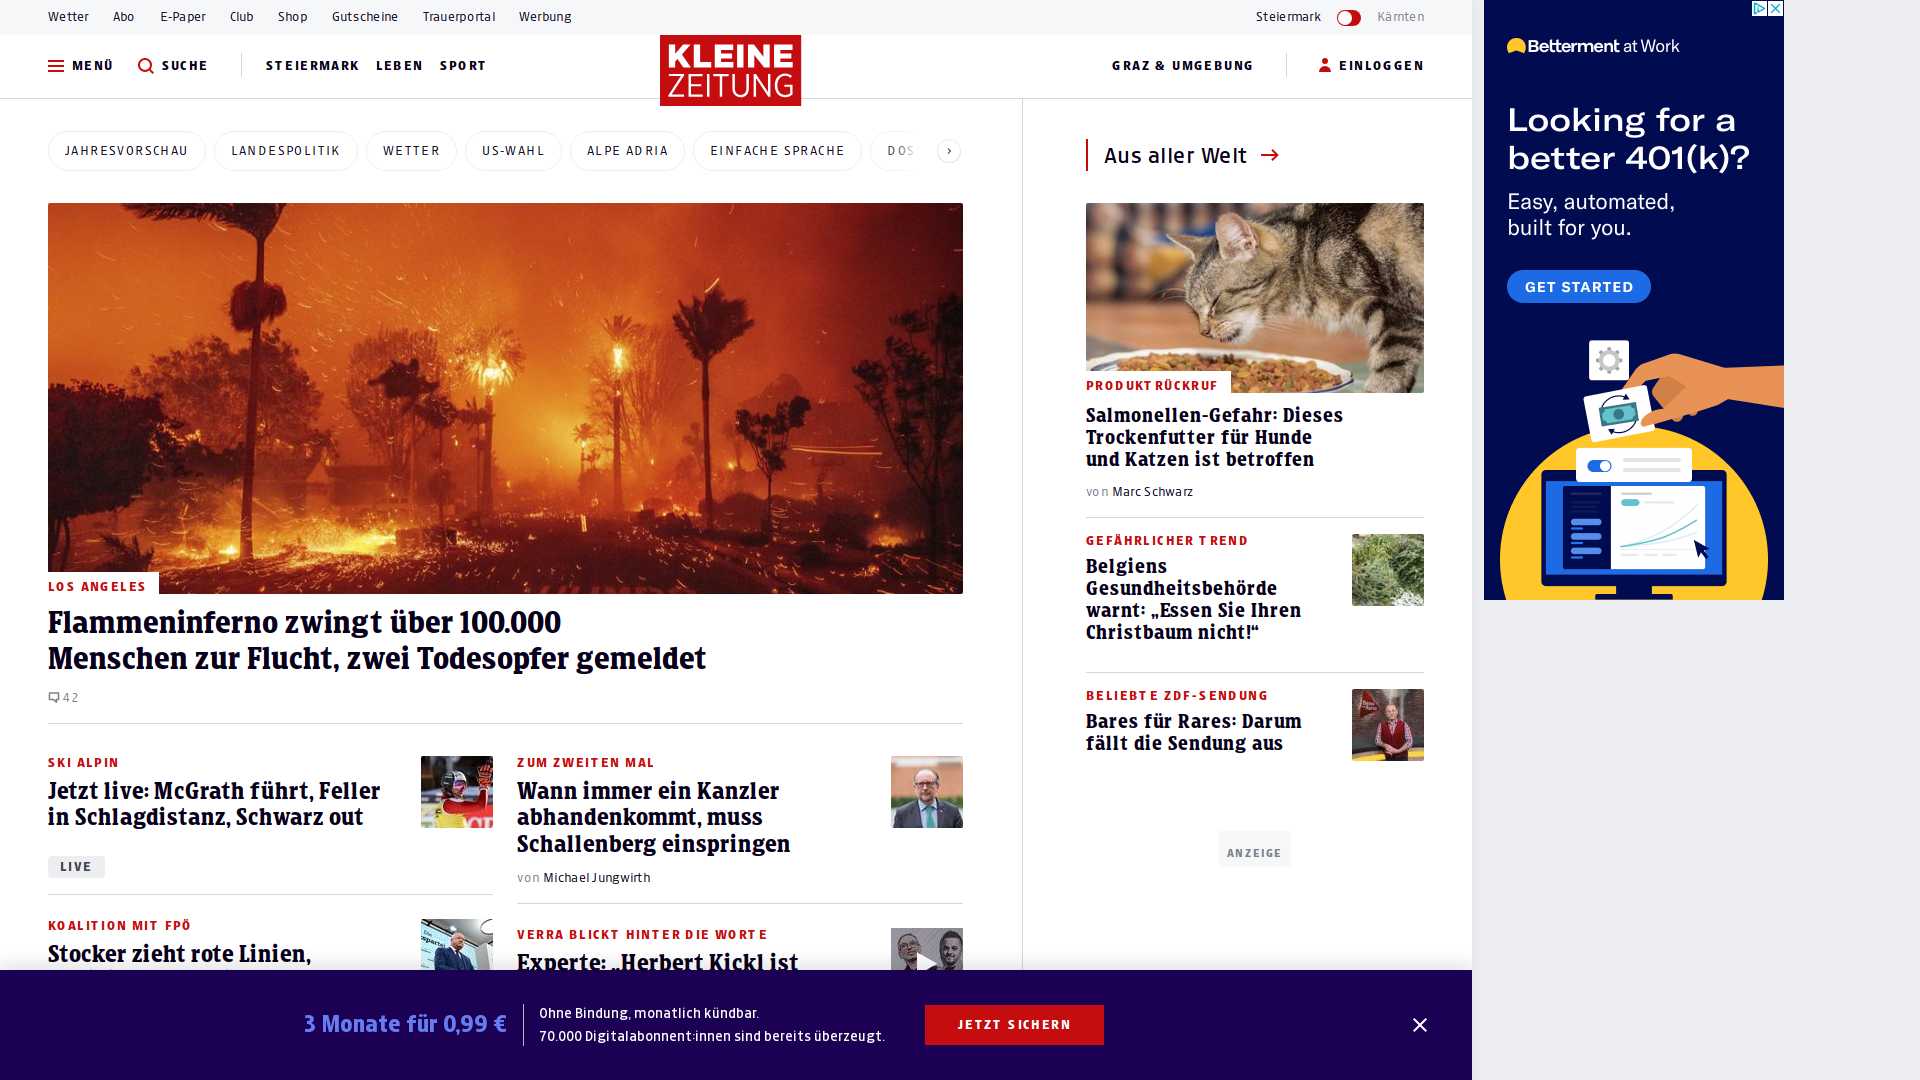 Wetter Abo E-Paper Club Shop Gutscheine Trauerportal Werbung
Steiermark Kärnten
MENÜ SUCHE STEIERMARK LEBEN SPORT
KLEINE
ZEITUNG
GRAZ & UMGEBUNG EINLOGGEN
JAHRESVORSCHAU LANDESPOLITIK WETTER US-WAHL ALPE ADRIA EINFACHE SPRACHE DOS
LOS ANGELES
Flammeninferno zwingt über 100.000
Menschen zur Flucht, zwei Todesopfer gemeldet
42
SKI ALPIN
Jetzt live: McGrath führt, Feller
in Schlagdistanz, Schwarz out
LIVE
KOALITION MIT FPÖ
Stocker zieht rote Linien,
ZUM ZWEITEN MAL
Wann immer ein Kanzler
abhandenkommt, muss
Schallenberg einspringen
von Michael Jungwirth
VERRA BLICKT HINTER DIE WORTE
Experte: „Herbert Kickl ist
Aus aller Welt
PRODUKTRÜCKRUF
Salmonellen-Gefahr: Dieses
Trockenfutter für Hunde
und Katzen ist betroffen
von Marc Schwarz
GEFÄHRLICHER TREND
Belgiens
Gesundheitsbehörde
warnt: „Essen Sie Ihren
Christbaum nicht!“
BELIEBTE ZDF-SENDUNG
Bares für Rares: Darum
fällt die Sendung aus
ANZEIGE
Betterment at Work
Looking for a
better 401(k)?
Easy, automated,
built for you.
GET STARTED
3 Monate für 0,99 €
Ohne Bindung, monatlich kündbar.
70.000 Digitalabonnent:innen sind bereits überzeugt.
JETZT SICHERN